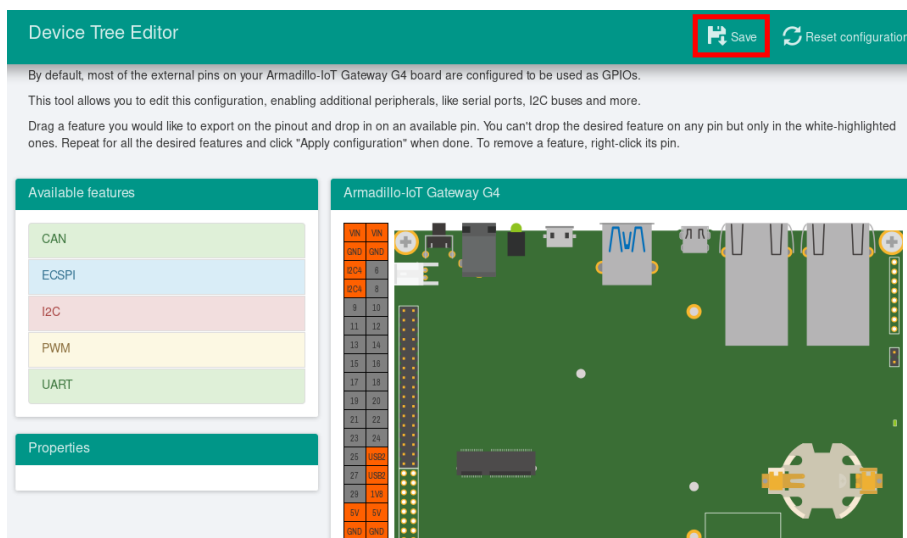 Device Tree Editor
Save
Reset configuration
By default, most of the external pins on your Armadillo-IoT Gateway G4 board are configured to be used as GPIOs.
This tool allows you to edit this configuration, enabling additional peripherals, like serial ports, I2C buses and more.
Drag a feature you would like to export on the pinout and drop in on an available pin. You can't drop the desired feature on any pin but only in the white-highlighted
ones. Repeat for all the desired features and click "Apply configuration" when done. To remove a feature, right-click its pin.
Available features
CAN
ECSPI
I2C
PWM
UART
Properties
Armadillo-IoT Gateway G4
VIN VIN
GND GND
I2C4 6
I2C4 8
9 10
11 12
13 14
15 16
17 18
19 20
21 22
23 24
25 USB2
27 USB2
29 1V8
5V 5V
GND GND